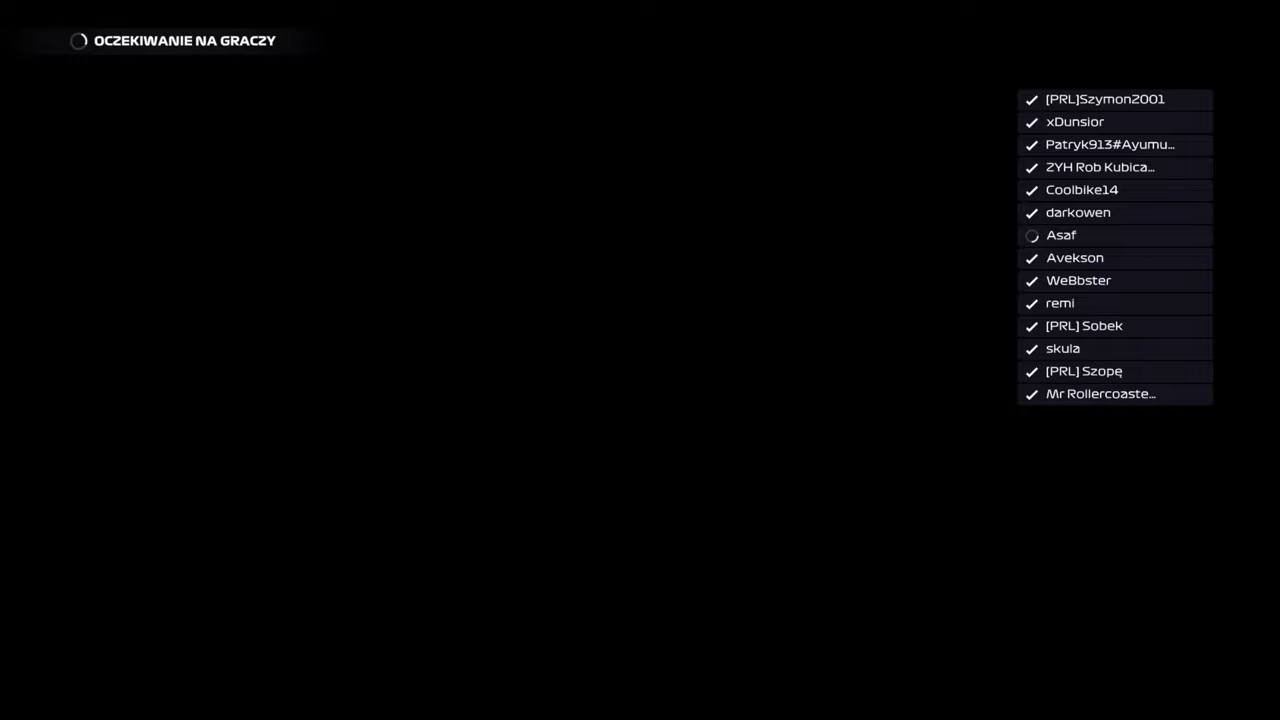 OCZEKIWANIE NA GRACZY
[PRL]Szymon2001
xDunsior
Patryk913#Ayumu...
ZYH Rob Kubica...
Coolbike14
darkowen
Asaf
Avekson
WeBbster
remi
[PRL] Sobek
skula
[PRL] Szopę
Mr Rollercoaste...